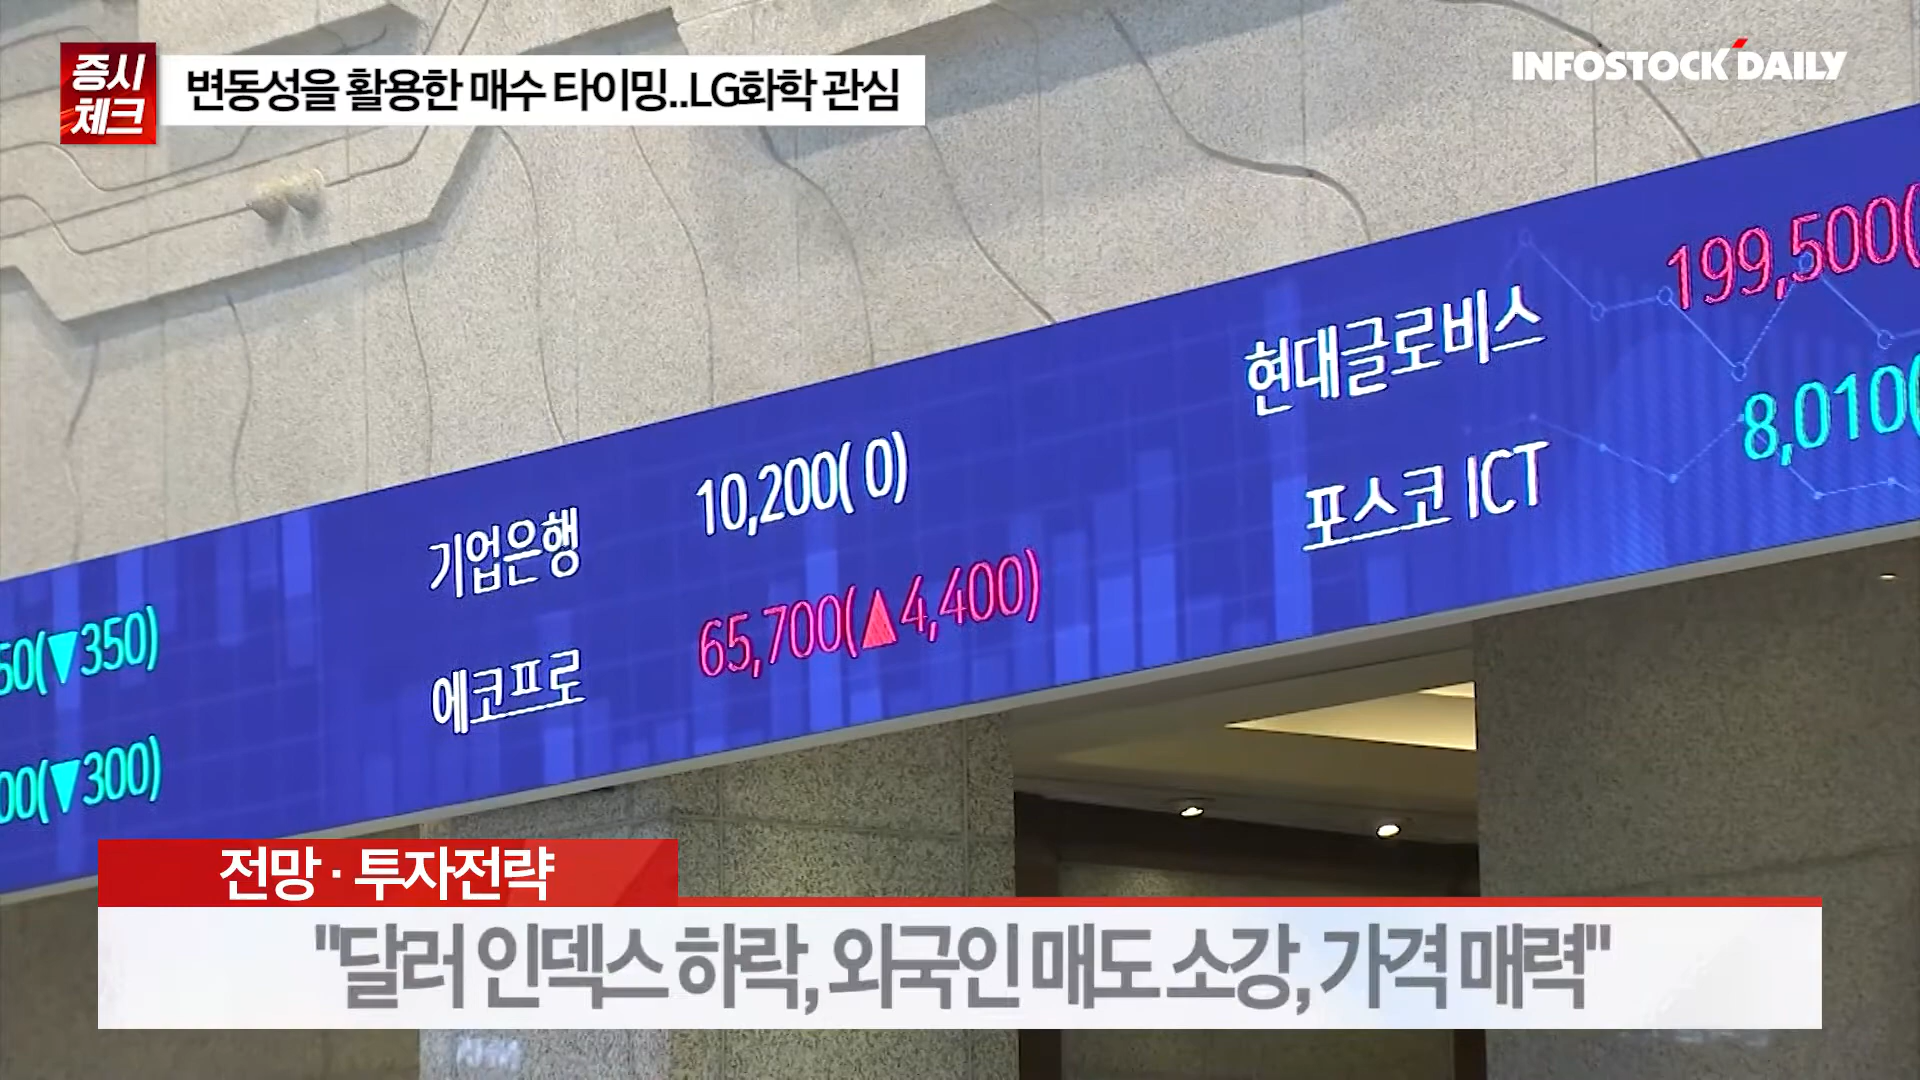 증시
체크
변동성을 활용한 매수 타이밍..LG화학 관심
INFOSTOCK DAILY
199,500(
현대글로비스
8,010(
포스코 ICT
10,200( 0)
기업은행
65,700(▲4,400)
에코프로
50(▼350)
00(▼300)
전망·투자전략
"달러 인덱스 하락, 외국인 매도 소강, 가격 매력"